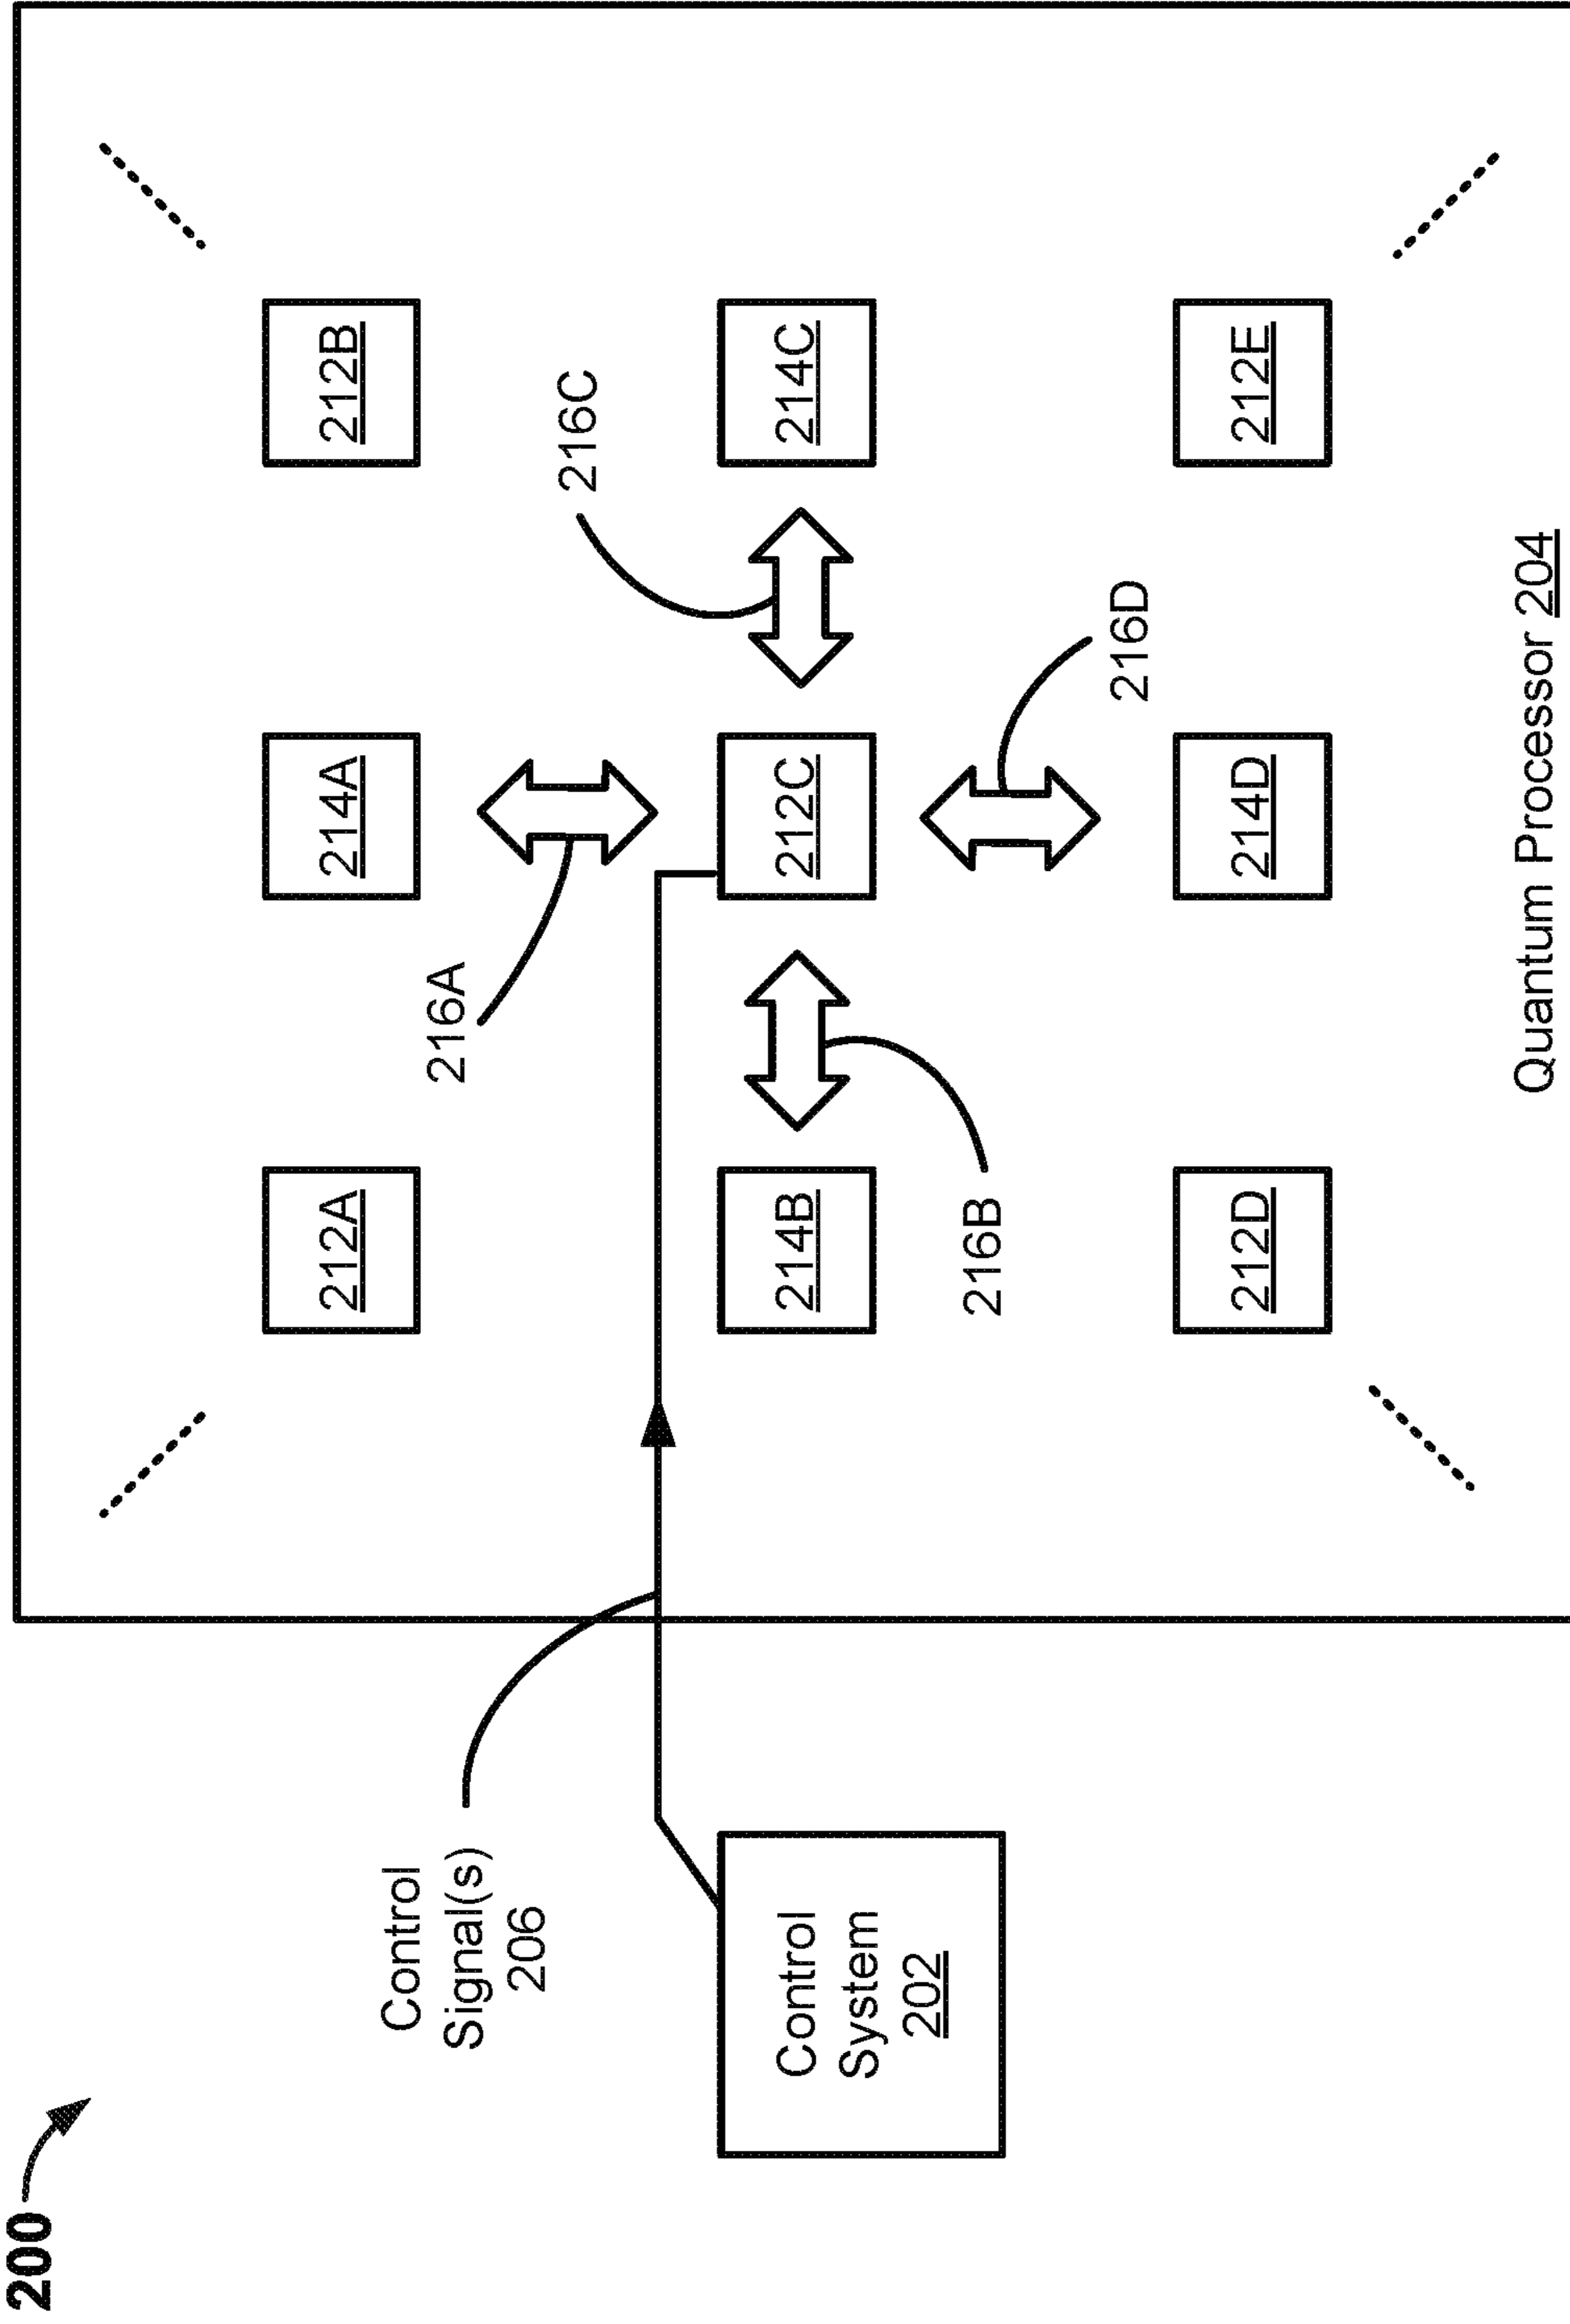 200
Control
Signal(s)
206
Control
System
202
212A
214A
212B
216A
216C
214B
212C
214C
216B
216D
212D
214D
212E
Quantum Processor 204